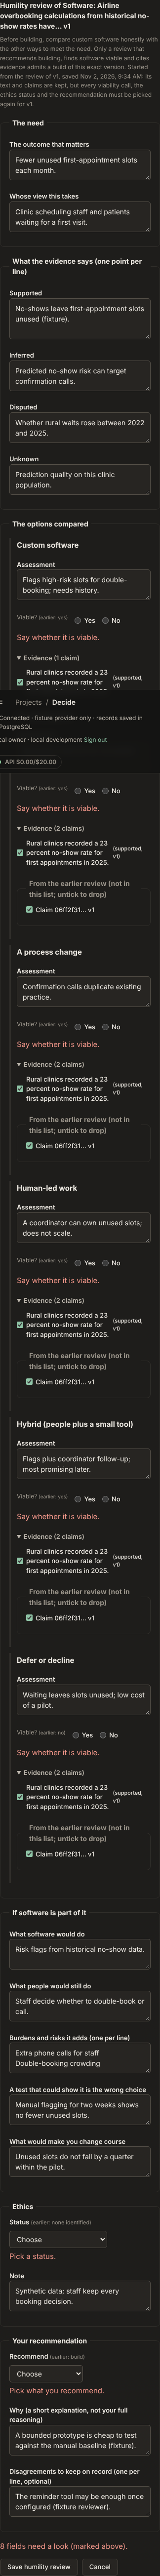 Humility review of Software: Airline
overbooking calculations from historical no-
show rates have... v1
Before building, compare custom software honestly with
the other ways to meet the need. Only a review that
recommends building, finds software viable and cites
evidence admits a build of this exact version. Started
from the review of v1, saved Nov 2, 2026, 9:34 AM: its
text and claims are kept, but every viability call, the
ethics status and the recommendation must be picked
again for v1.
The need
The outcome that matters
Fewer unused first-appointment slots
each month.
Whose view this takes
Clinic scheduling staff and patients
waiting for a first visit.
What the evidence says (one point per
line)
Supported
No-shows leave first-appointment slots
unused (fixture).
Inferred
Predicted no-show risk can target
confirmation calls.
Disputed
Whether rural waits rose between 2022
and 2025.
Unknown
Prediction quality on this clinic
population.
The options compared
Custom software
Assessment
Flags high-risk slots for double-
booking; needs history.
Viable? (earlier: yes) Yes No
Say whether it is viable.
▼ Evidence (1 claim)
Rural clinics recorded a 23
percent no-show rate for
(supported, v1)
Projects / Decide
Connected · fixture provider only · records saved in
PostgreSQL
cal owner · local development Sign out
API $0.00/$20.00
Viable? (earlier: yes) Yes No
Say whether it is viable.
▼ Evidence (2 claims)
Rural clinics recorded a 23
percent no-show rate for
first appointments in 2025.
(supported, v1)
From the earlier review (not in
this list; untick to drop)
Claim 06ff2f31... v1
A process change
Assessment
Confirmation calls duplicate existing
practice.
Viable? (earlier: yes) Yes No
Say whether it is viable.
▼ Evidence (2 claims)
Rural clinics recorded a 23
percent no-show rate for
first appointments in 2025.
(supported, v1)
From the earlier review (not in
this list; untick to drop)
Claim 06ff2f31... v1
Human-led work
Assessment
A coordinator can own unused slots;
does not scale.
Viable? (earlier: yes) Yes No
Say whether it is viable.
▼ Evidence (2 claims)
Rural clinics recorded a 23
percent no-show rate for
first appointments in 2025.
(supported, v1)
From the earlier review (not in
this list; untick to drop)
Claim 06ff2f31... v1
Hybrid (people plus a small tool)
Assessment
Flags plus coordinator follow-up;
most promising later.
Viable? (earlier: yes) Yes No
Say whether it is viable.
▼ Evidence (2 claims)
Rural clinics recorded a 23
percent no-show rate for
first appointments in 2025.
(supported, v1)
From the earlier review (not in
this list; untick to drop)
Claim 06ff2f31... v1
Defer or decline
Assessment
Waiting leaves slots unused; low cost
of a pilot.
Viable? (earlier: no) Yes No
Say whether it is viable.
▼ Evidence (2 claims)
Rural clinics recorded a 23
percent no-show rate for
first appointments in 2025.
(supported, v1)
From the earlier review (not in
this list; untick to drop)
Claim 06ff2f31... v1
If software is part of it
What software would do
Risk flags from historical no-show data.
What people would still do
Staff decide whether to double-book or
call.
Burdens and risks it adds (one per line)
Extra phone calls for staff
Double-booking crowding
A test that could show it is the wrong choice
Manual flagging for two weeks shows
no fewer unused slots.
What would make you change course
Unused slots do not fall by a quarter
within the pilot.
Ethics
Status (earlier: none identified)
Choose
Pick a status.
Note
Synthetic data; staff keep every
booking decision.
Your recommendation
Recommend (earlier: build)
Choose
Pick what you recommend.
Why (a short explanation, not your full
reasoning)
A bounded prototype is cheap to test
against the manual baseline (fixture).
Disagreements to keep on record (one per
line, optional)
The reminder tool may be enough once
configured (fixture reviewer).
8 fields need a look (marked above).
Save humility review Cancel